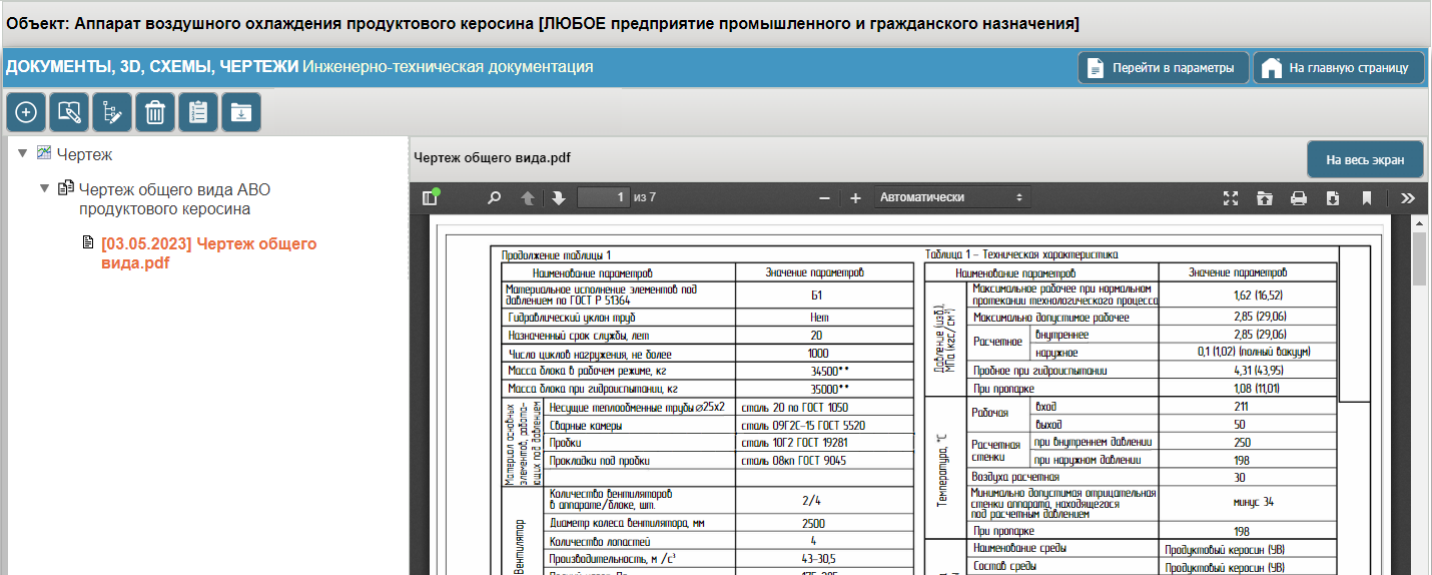 Объект: Аппарат воздушного охлаждения продуктового керосина [ЛЮБОЕ предприятие промышленного и гражданского назначения]
ДОКУМЕНТЫ, 3D, СХЕМЫ, ЧЕРТЕЖИ Инженерно-техническая документация
Перейти в параметры
На главную страницу
Чертеж
Чертеж общего вида АВО
продуктового керосина
[03.05.2023] Чертеж общего
вида.pdf
Чертеж общего вида.pdf
На весь экран
1 из 7
Автоматически
Продолжение таблицы 1
Наименование параметров Значение параметров
Материальное исполнение элементов под
давлением по ГОСТ Р 51364 Б1
Гидравлический уклон труб Нет
Назначенный срок службы, лет 20
Число циклов нагружения, не более 1000
Масса блока в рабочем режиме, кг 34500**
Масса блока при гидроиспытании, кг 35000**
Материал основных
элементов, работа-
ющих под давлением
Несущие теплообменные трубы ⌀25х2 сталь 20 по ГОСТ 1050
Сборные камеры сталь 09Г2С-15 ГОСТ 5520
Пробки сталь 10Г2 ГОСТ 19281
Прокладки под пробки сталь 08кп ГОСТ 9045
Вентилятор
Количество вентиляторов
в аппарате/блоке, шт. 2/4
Диаметр колеса вентилятора, мм 2500
Количество лопастей 4
Производительность, м /с³ 43-30,5
Таблица 1 - Техническая характеристика
Наименование параметров Значение параметров
Давление (изб.),
МПа (кгс/см²)
Максимальное рабочее при нормальном
протекании технологического процесса 1,62 (16,52)
Максимально допустимое рабочее 2,85 (29,06)
Расчетное внутреннее 2,85 (29,06)
наружное 0,1 (1,02) (полный вакуум)
Пробное при гидроиспытании 4,31 (43,95)
При пропарке 1,08 (11,01)
Температура, °С
Рабочая вход 211
выход 50
Расчетная
стенки
при внутреннем давлении 250
при наружном давлении 198
Воздуха расчетная 30
Минимально допустимая отрицательная
стенки аппарата, находящегося
под расчетным давлением минус 34
При пропарке 198
Наименование среды Продуктовый керосин (УВ)
Состав среды Продуктовый керосин (УВ)